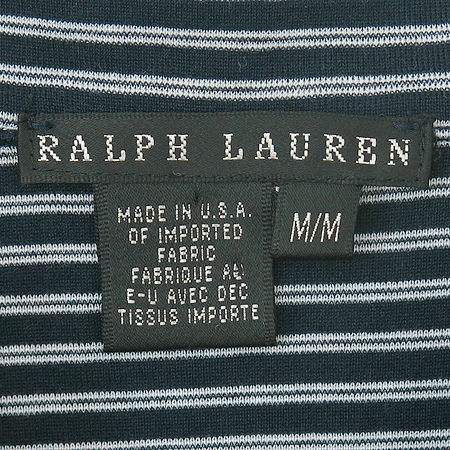 RALPH LAUREN
MADE IN U.S.A.
OF IMPORTED
FABRIC
FABRIQUE AU
E-U AVEC DEC
TISSUS IMPORTE
M/M